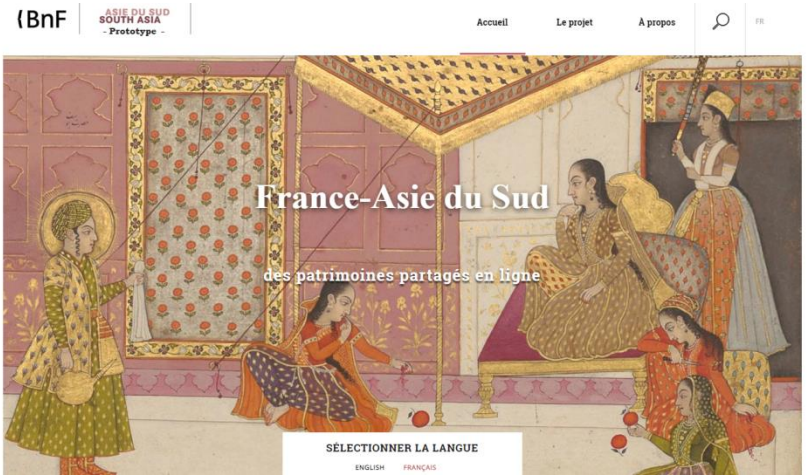 {BnF
ASIE DU SUD
SOUTH ASIA
- Prototype -
Accueil
Le projet
À propos
FR
France-Asie du Sud
des patrimoines partagés en ligne
SÉLECTIONNER LA LANGUE
ENGLISH FRANÇAIS